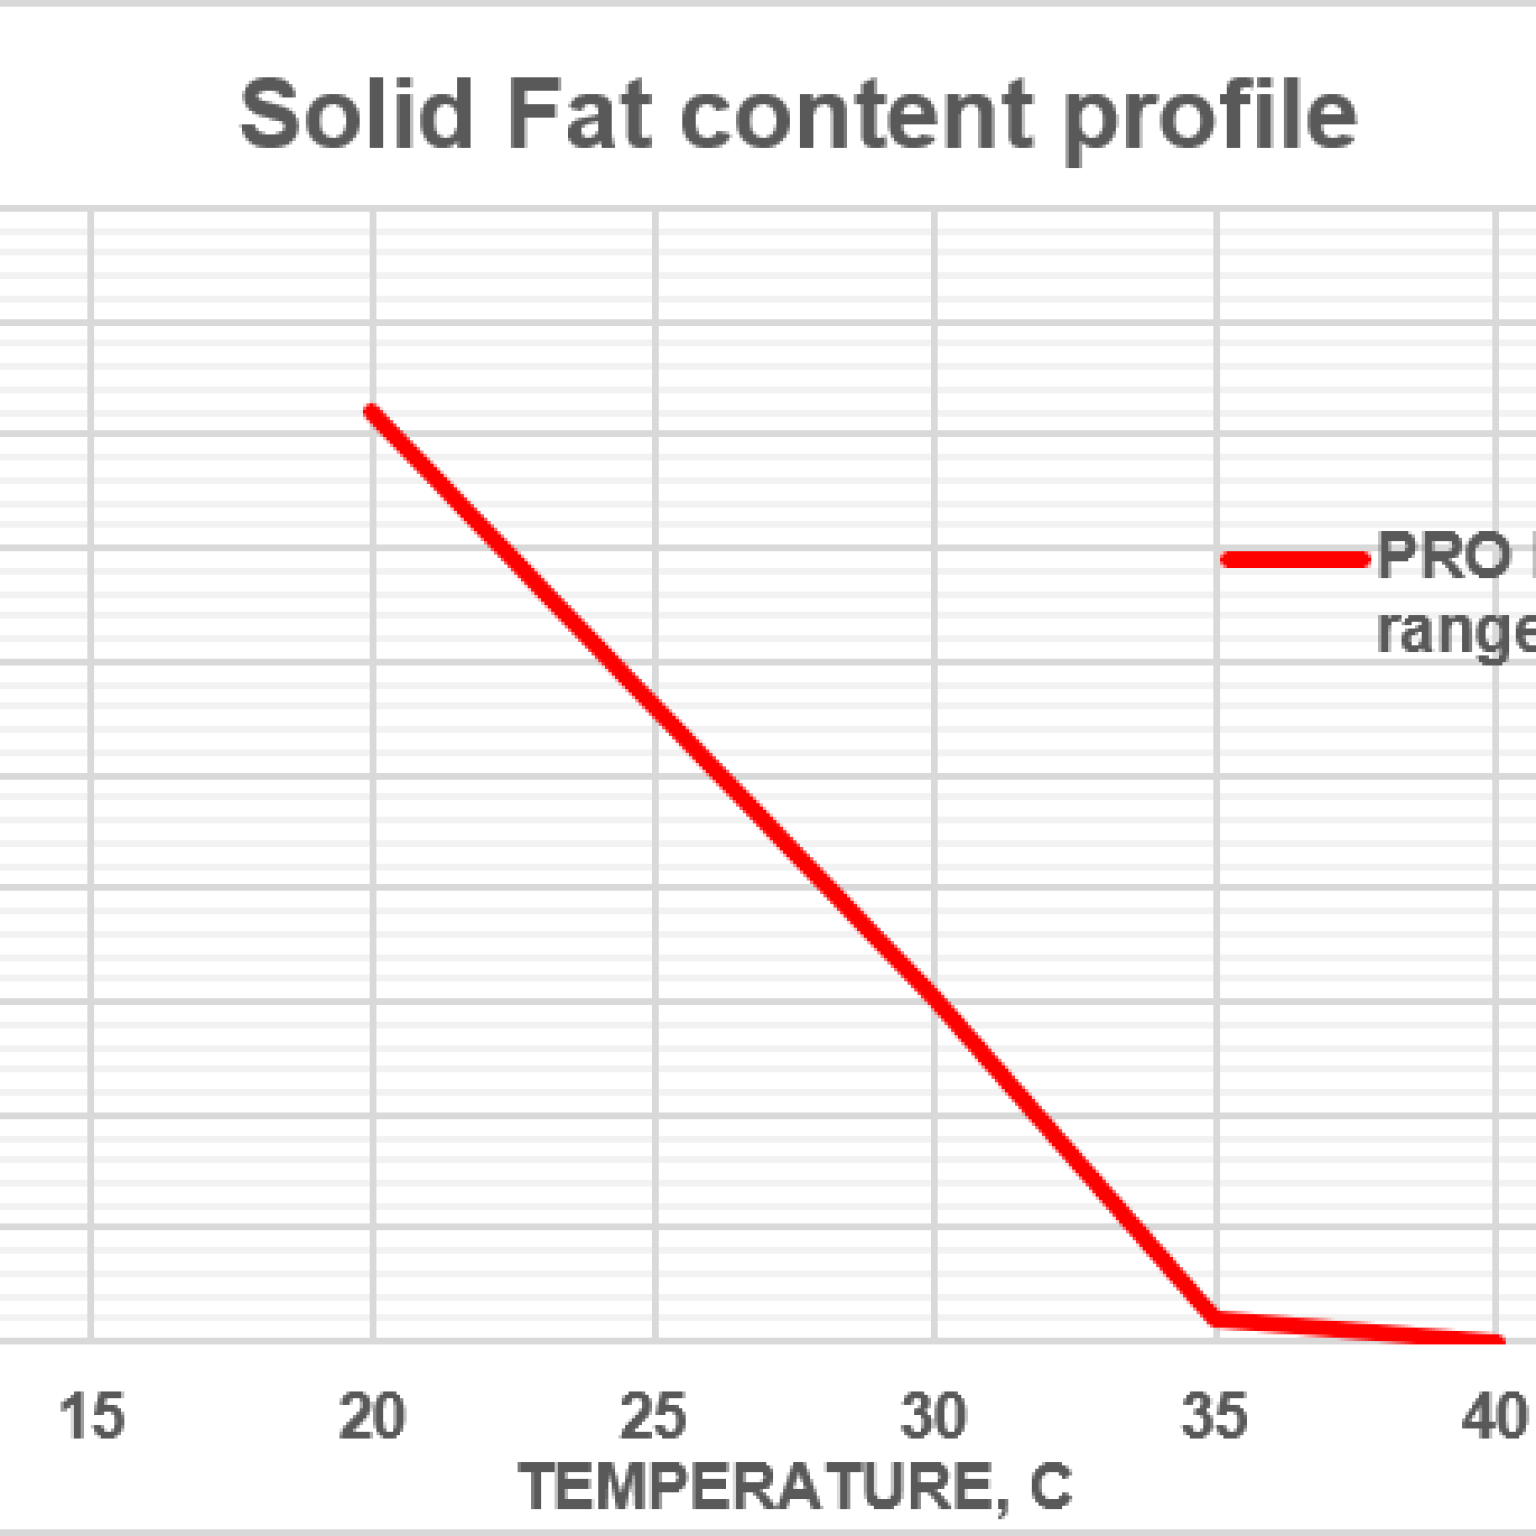 Solid Fat content profile
PRO
range
15 20 25 30 35 40
TEMPERATURE, C